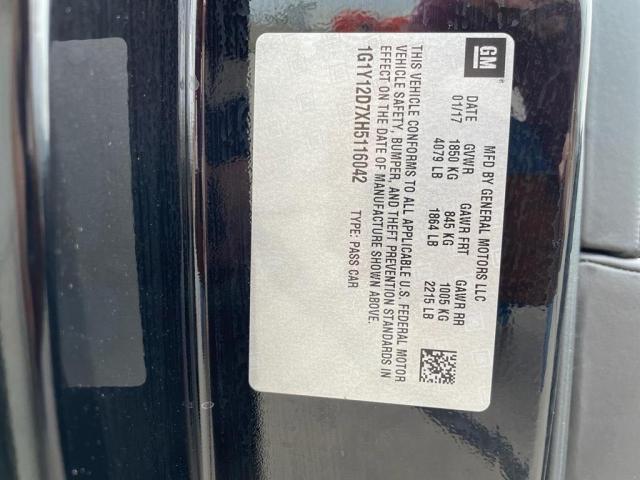 GM
MFD BY GENERAL MOTORS LLC
DATE GVWR GAWR FRT GAWR RR
01/17 1850 KG 845 KG 1005 KG
4079 LB 1864 LB 2215 LB
THIS VEHICLE CONFORMS TO ALL APPLICABLE U.S. FEDERAL MOTOR
VEHICLE SAFETY, BUMPER, AND THEFT PREVENTION STANDARDS IN
EFFECT ON THE DATE OF MANUFACTURE SHOWN ABOVE.
1G1Y12D7XH5116042 TYPE: PASS CAR